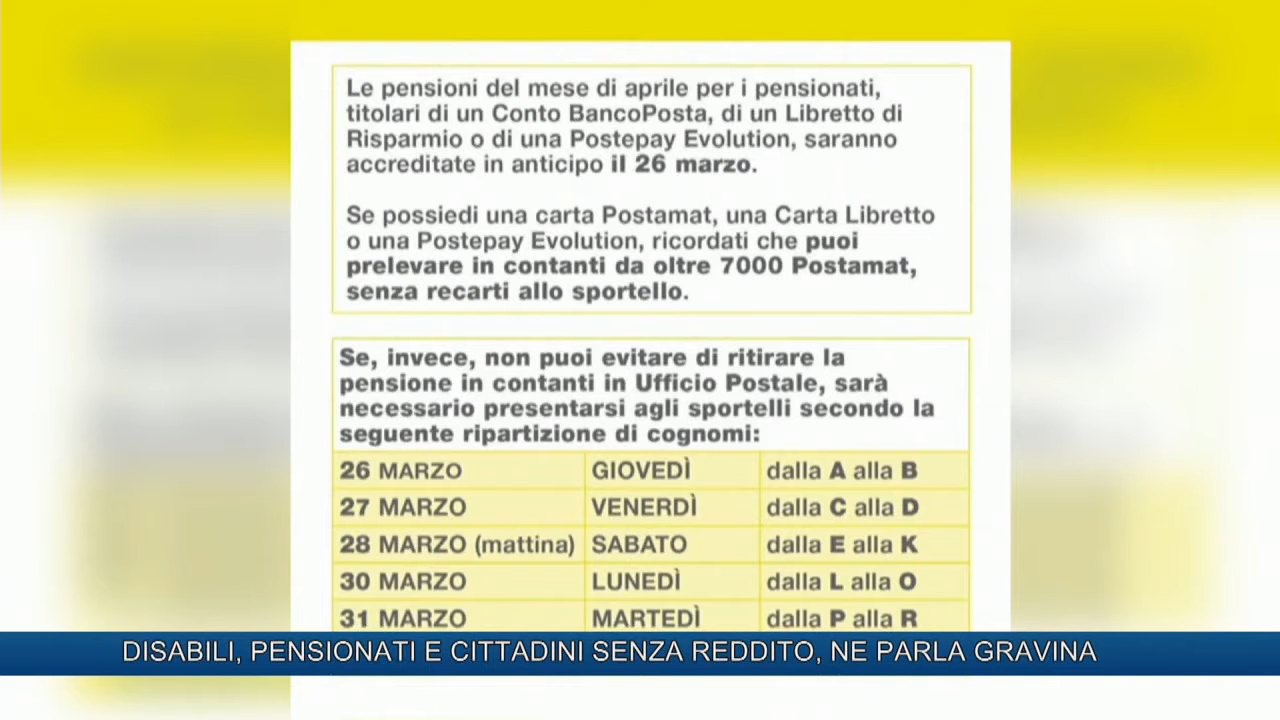 Le pensioni del mese di aprile per i pensionati,
titolari di un Conto BancoPosta, di un Libretto di
Risparmio o di una Postepay Evolution, saranno
accreditate in anticipo il 26 marzo.
Se possiedi una carta Postamat, una Carta Libretto
o una Postepay Evolution, ricordati che puoi
prelevare in contanti da oltre 7000 Postamat,
senza recarti allo sportello.
Se, invece, non puoi evitare di ritirare la
pensione in contanti in Ufficio Postale, sarà
necessario presentarsi agli sportelli secondo la
seguente ripartizione di cognomi:
26 MARZO GIOVEDÌ dalla A alla B
27 MARZO VENERDÌ dalla C alla D
28 MARZO (mattina) SABATO dalla E alla K
30 MARZO LUNEDÌ dalla L alla O
31 MARZO MARTEDÌ dalla P alla R
DISABILI, PENSIONATI E CITTADINI SENZA REDDITO, NE PARLA GRAVINA